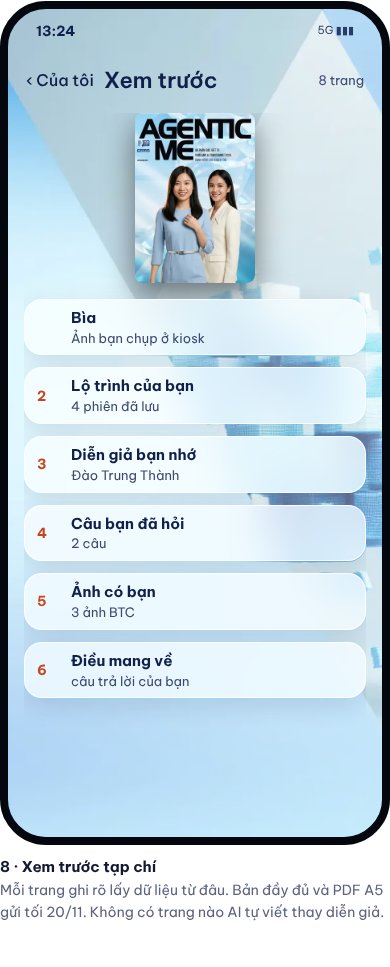 13:24
5G
‹ Của tôi Xem trước 8 trang
AGENTIC
ME
Bìa
Ảnh bạn chụp ở kiosk
2 Lộ trình của bạn
4 phiên đã lưu
3 Diễn giả bạn nhớ
Đào Trung Thành
4 Câu bạn đã hỏi
2 câu
5 Ảnh có bạn
3 ảnh BTC
6 Điều mang về
câu trả lời của bạn
8 · Xem trước tạp chí
Mỗi trang ghi rõ lấy dữ liệu từ đâu. Bản đầy đủ và PDF A5
gửi tối 20/11. Không có trang nào AI tự viết thay diễn giả.